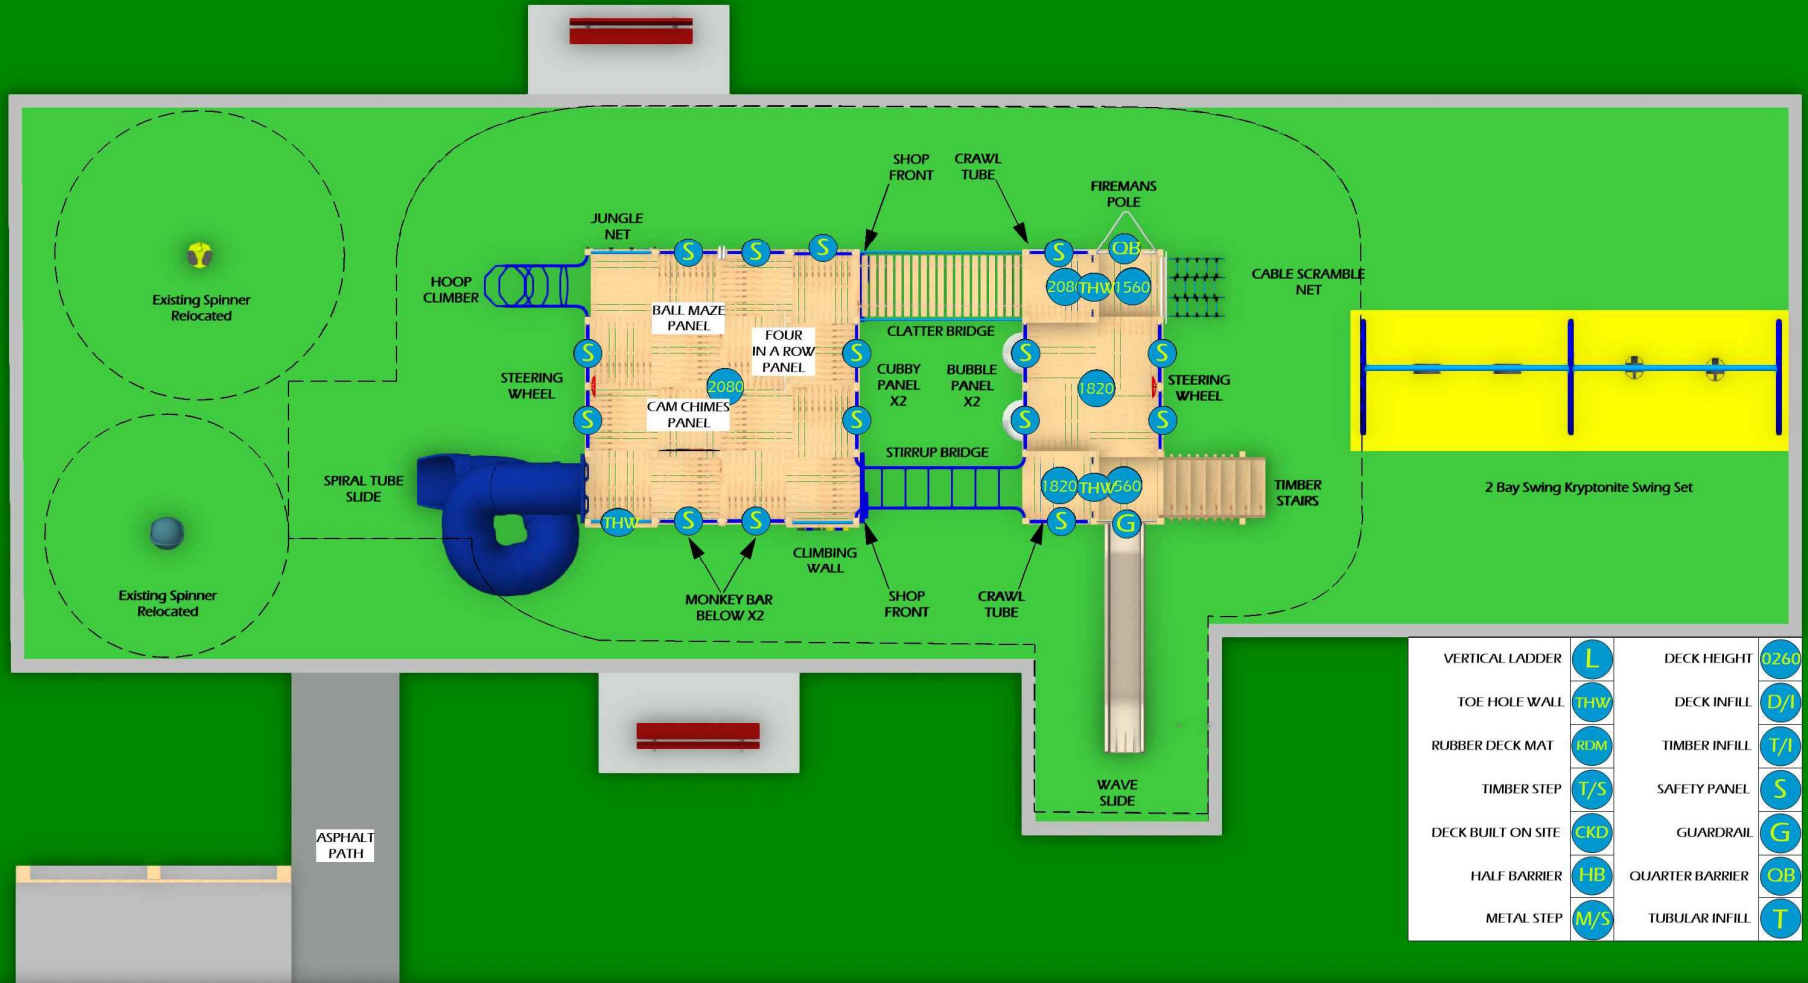 SHOP
FRONT
CRAWL
TUBE
FIREMANS
POLE
JUNGLE
NET
S
S
S
S
QB
HOOP
CLIMBER
2080
THW
1560
CABLE SCRAMBLE
NET
Existing Spinner
Relocated
BALL MAZE
PANEL
FOUR
IN A ROW
PANEL
CLATTER BRIDGE
S
S
S
S
STEERING
WHEEL
2080
CUBBY
PANEL
X2
BUBBLE
PANEL
X2
1820
STEERING
WHEEL
CAM CHIMES
PANEL
S
S
S
S
STIRRUP BRIDGE
SPIRAL TUBE
SLIDE
1820
THW
560
TIMBER
STAIRS
2 Bay Swing Kryptonite Swing Set
THW
S
S
S
G
CLIMBING
WALL
Existing Spinner
Relocated
MONKEY BAR
BELOW X2
SHOP
FRONT
CRAWL
TUBE
WAVE
SLIDE
ASPHALT
PATH
VERTICAL LADDER L DECK HEIGHT 0260
TOE HOLE WALL THW DECK INFILL D/I
RUBBER DECK MAT RDM TIMBER INFILL T/I
TIMBER STEP T/S SAFETY PANEL S
DECK BUILT ON SITE CKD GUARDRAIL G
HALF BARRIER HB QUARTER BARRIER QB
METAL STEP M/S TUBULAR INFILL T